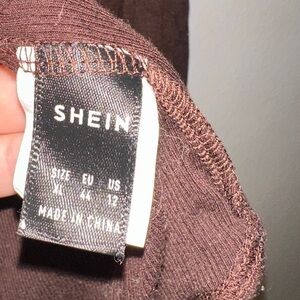 SHEIN
SIZE EU US
XL 44 12
MADE IN CHINA